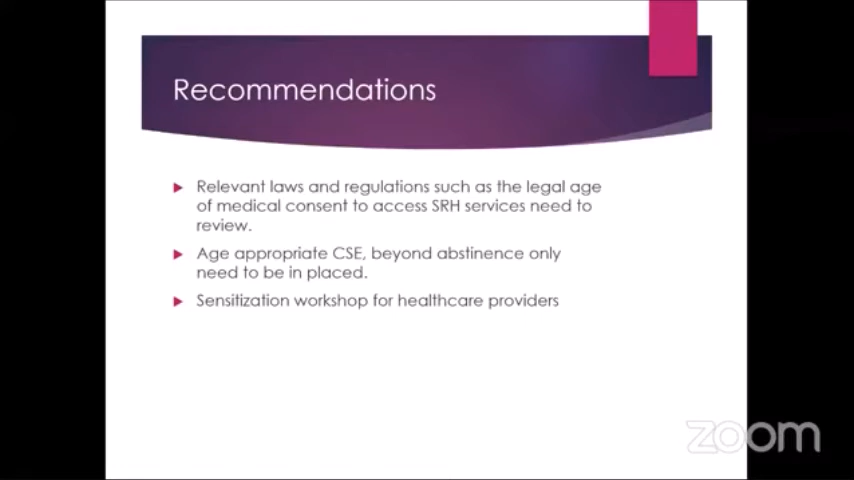 Recommendations
Relevant laws and regulations such as the legal age
of medical consent to access SRH services need to
review.
Age appropriate CSE, beyond abstinence only
need to be in placed.
Sensitization workshop for healthcare providers
zoom